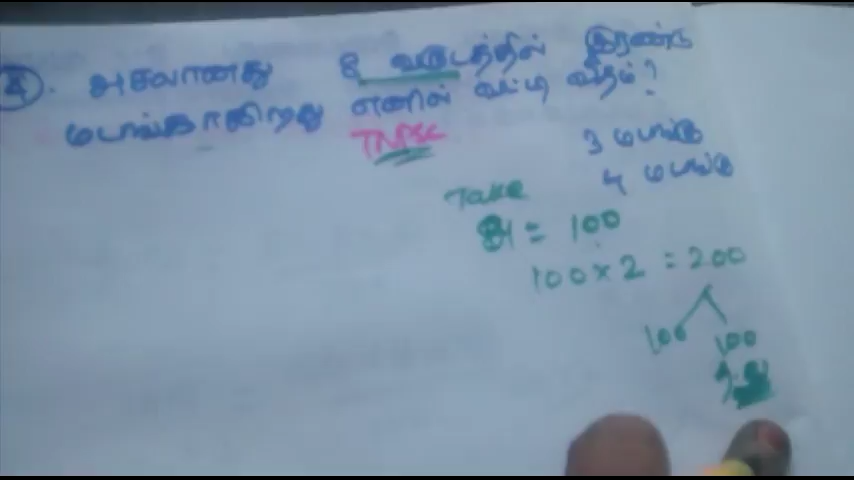 4. அசலானது 8 வருடத்தில் இரண்டு
மடங்காகிறது எனில் வட்டி வீதம்?
TNPSC
3 மடங்கு
4 மடங்கு
Take
அ = 100
100 × 2 = 200
100 100